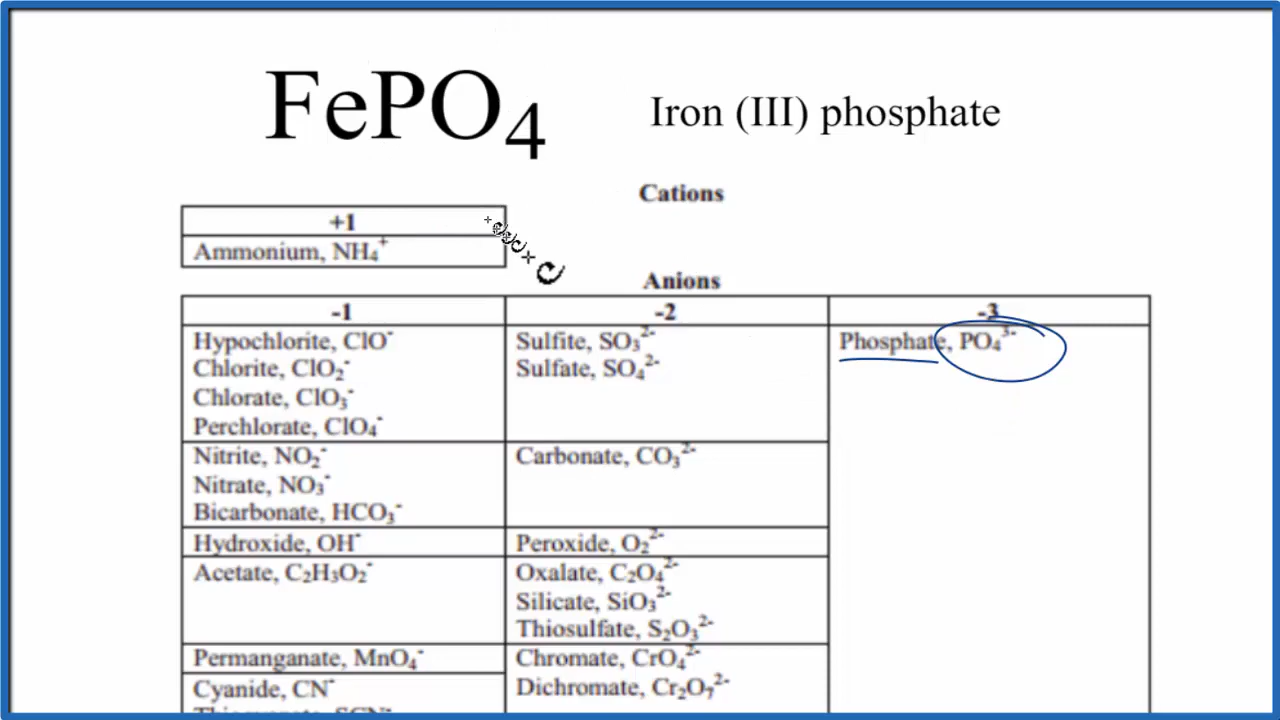 FePO₄
Iron (III) phosphate
Cations
+1
Ammonium, NH₄⁺
Anions
-1 -2 -3
Hypochlorite, ClO⁻ Sulfite, SO₃²⁻ Phosphate, PO₄³⁻
Chlorite, ClO₂⁻ Sulfate, SO₄²⁻
Chlorate, ClO₃⁻
Perchlorate, ClO₄⁻
Nitrite, NO₂⁻ Carbonate, CO₃²⁻
Nitrate, NO₃⁻
Bicarbonate, HCO₃⁻
Hydroxide, OH⁻ Peroxide, O₂²⁻
Acetate, C₂H₃O₂⁻ Oxalate, C₂O₄²⁻
Silicate, SiO₃²⁻
Thiosulfate, S₂O₃²⁻
Permanganate, MnO₄⁻ Chromate, CrO₄²⁻
Cyanide, CN⁻ Dichromate, Cr₂O₇²⁻